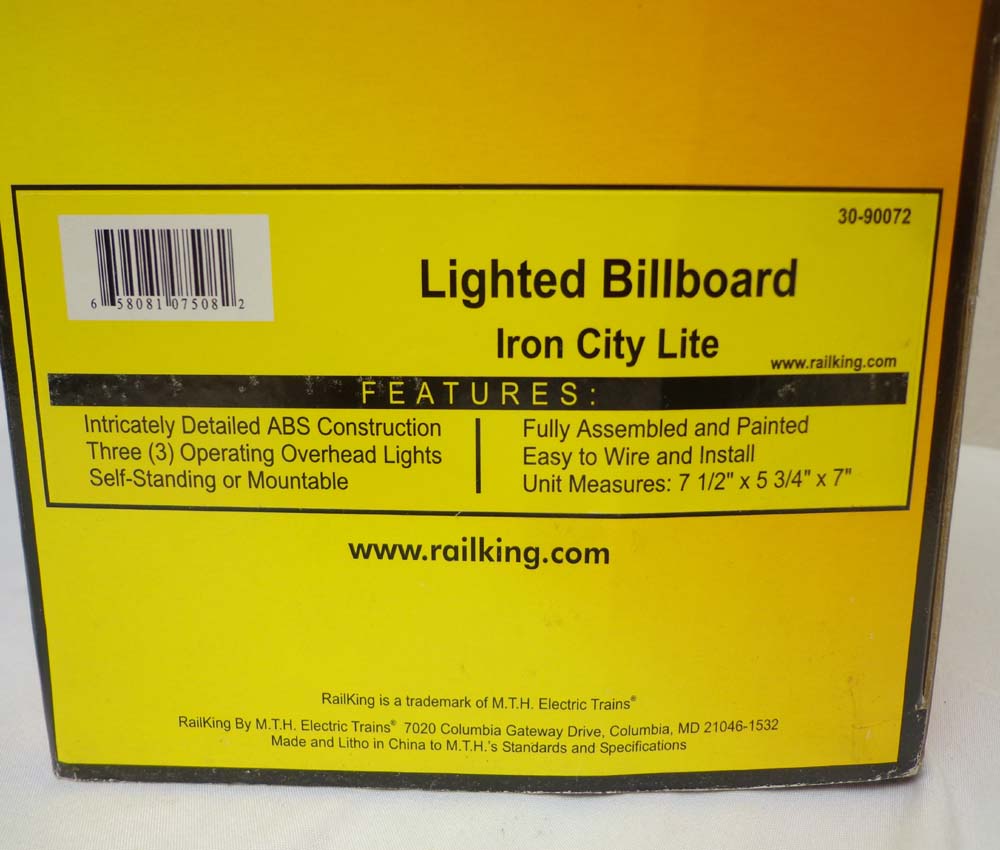 30-90072
6 58081 07508 2
Lighted Billboard
Iron City Lite
www.railking.com
FEATURES:
Intricately Detailed ABS Construction
Three (3) Operating Overhead Lights
Self-Standing or Mountable
Fully Assembled and Painted
Easy to Wire and Install
Unit Measures: 7 1/2" x 5 3/4" x 7"
www.railking.com
RailKing is a trademark of M.T.H. Electric Trains®
RailKing By M.T.H. Electric Trains® 7020 Columbia Gateway Drive, Columbia, MD 21046-1532
Made and Litho in China to M.T.H.'s Standards and Specifications